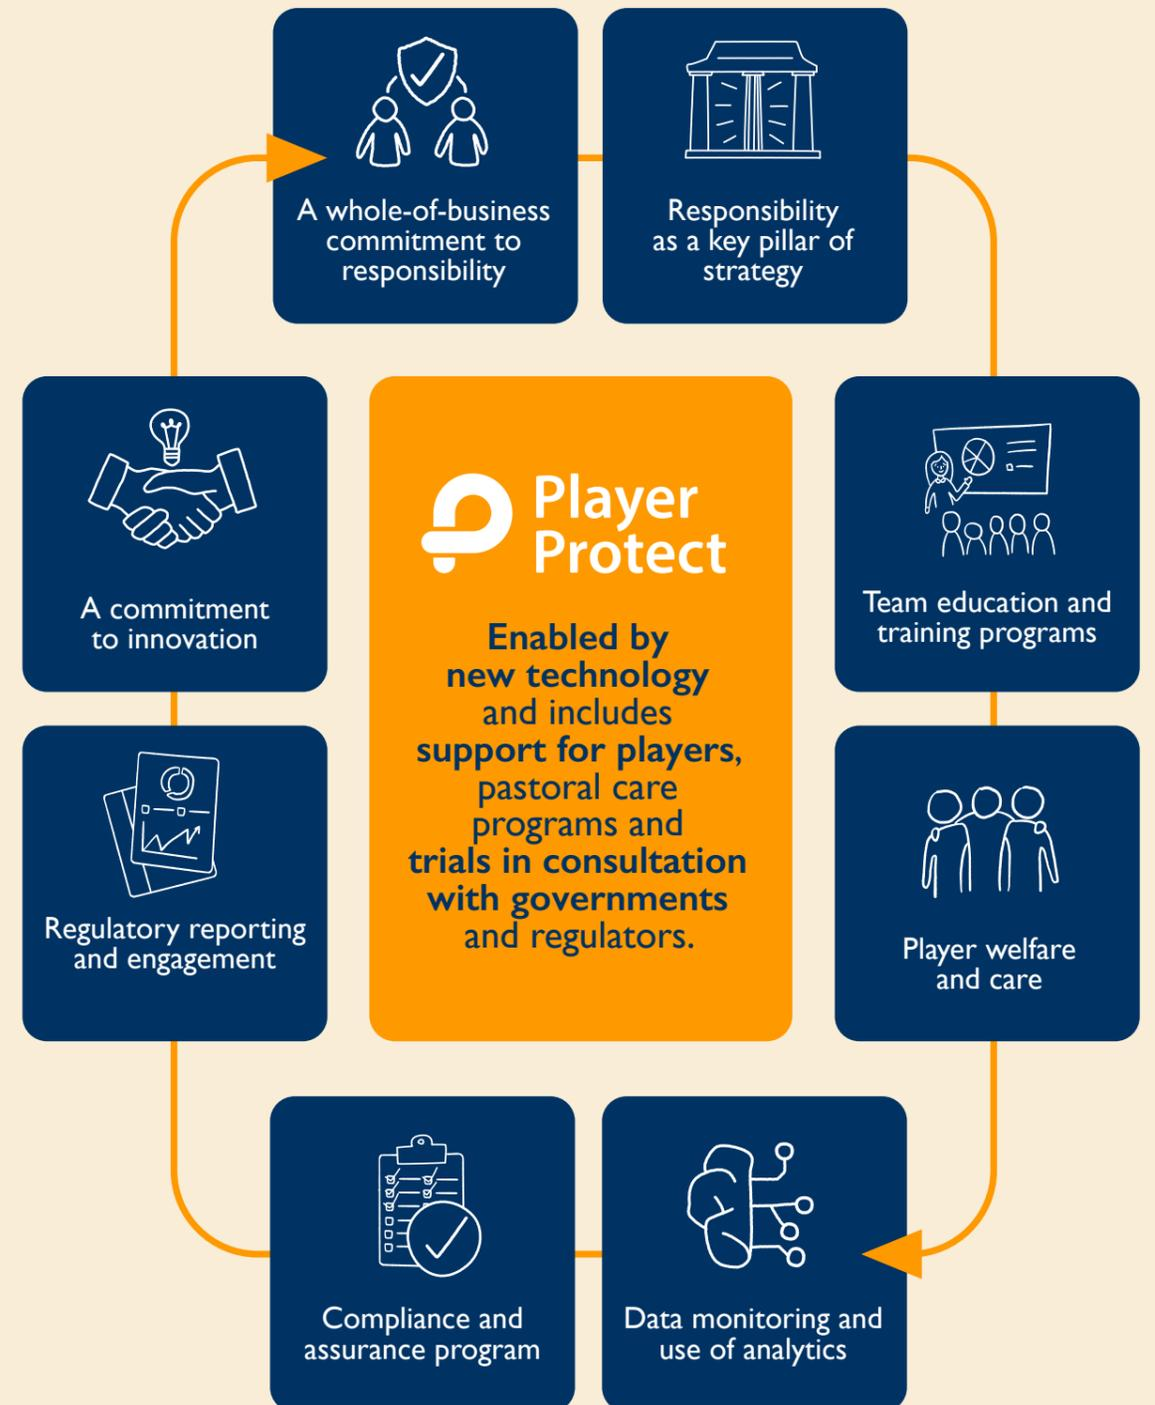 A whole-of-business
commitment to
responsibility
Responsibility
as a key pillar of
strategy
A commitment
to innovation
Player
Protect
Enabled by
new technology
and includes
support for players,
pastoral care
programs and
trials in consultation
with governments
and regulators.
Team education and
training programs
Regulatory reporting
and engagement
Player welfare
and care
Compliance and
assurance program
Data monitoring and
use of analytics